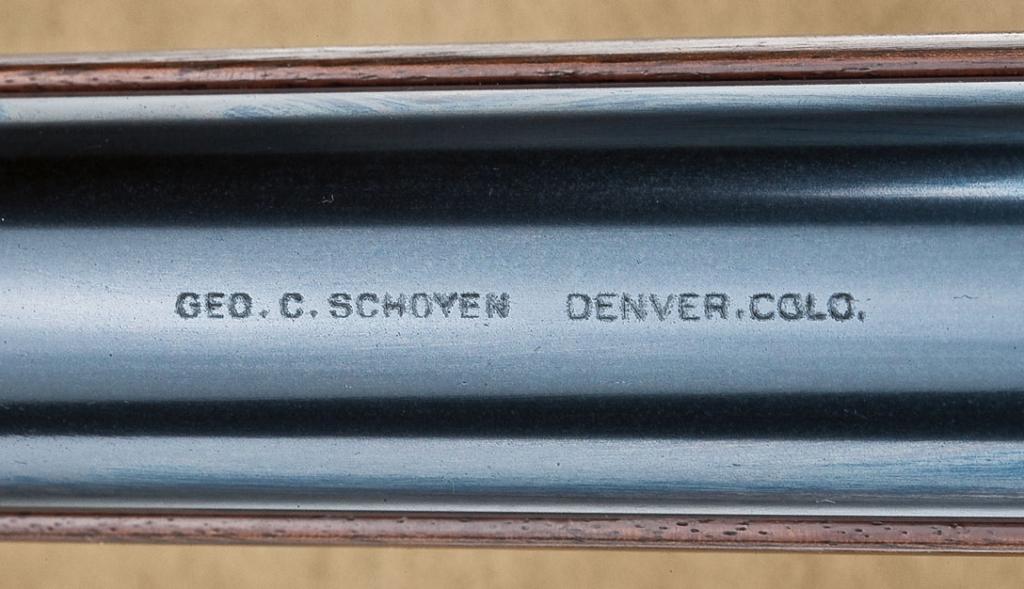 GEO. C. SCHOYEN DENVER. COLO.